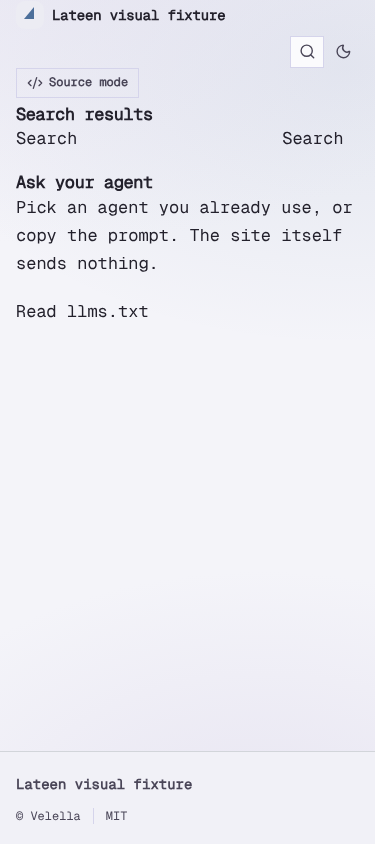 Lateen visual fixture
</> Source mode
Search results
Search Search
Ask your agent
Pick an agent you already use, or
copy the prompt. The site itself
sends nothing.
Read llms.txt
Lateen visual fixture
© Velella MIT